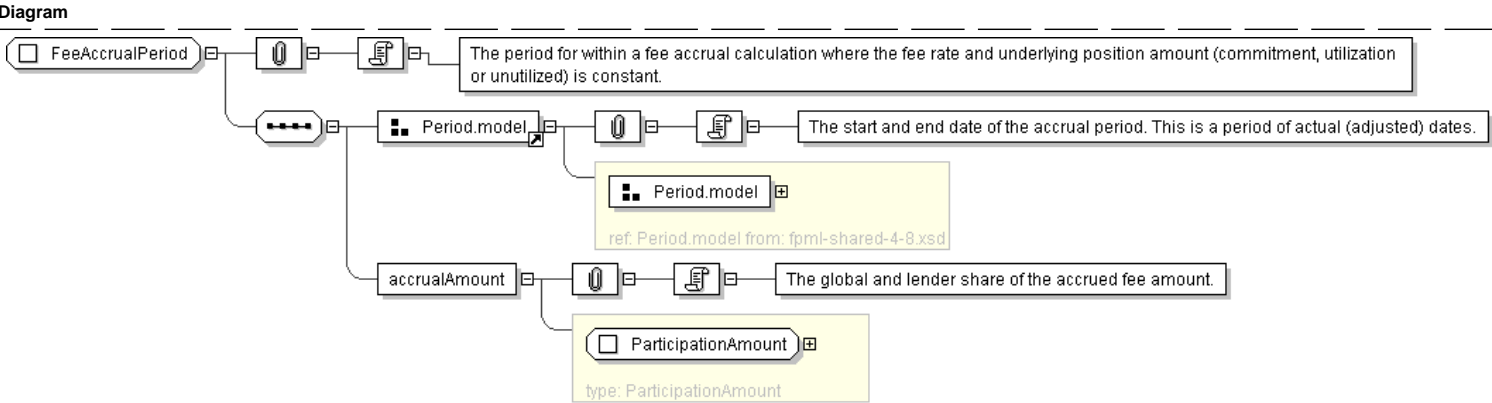 Diagram
FeeAccrualPeriod
The period for within a fee accrual calculation where the fee rate and underlying position amount (commitment, utilization
or unutilized) is constant.
Period.model
The start and end date of the accrual period. This is a period of actual (adjusted) dates.
Period.model
ref: Period.model from: fpml-shared-4-8.xsd
accrualAmount
The global and lender share of the accrued fee amount.
ParticipationAmount
type: ParticipationAmount